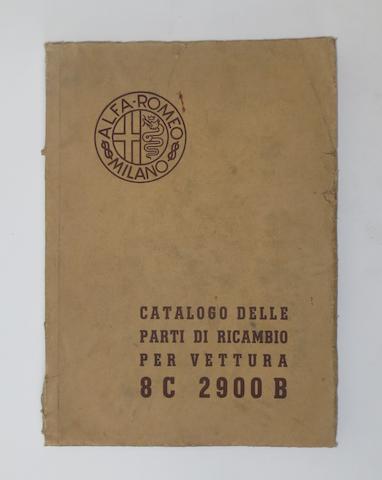 ALFA-ROMEO
MILANO
CATALOGO DELLE
PARTI DI RICAMBIO
PER VETTURA
8C 2900 B